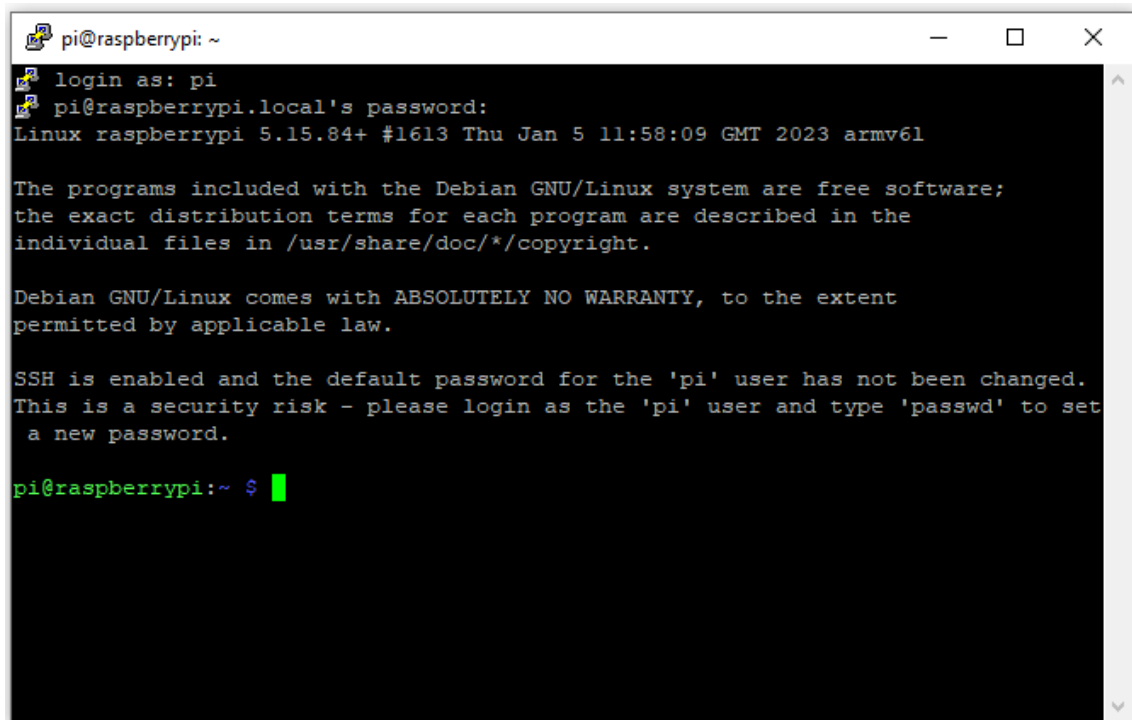 pi@raspberrypi: ~
login as: pi
pi@raspberrypi.local's password:
Linux raspberrypi 5.15.84+ #1613 Thu Jan 5 11:58:09 GMT 2023 armv6l
The programs included with the Debian GNU/Linux system are free software;
the exact distribution terms for each program are described in the
individual files in /usr/share/doc/*/copyright.
Debian GNU/Linux comes with ABSOLUTELY NO WARRANTY, to the extent
permitted by applicable law.
SSH is enabled and the default password for the 'pi' user has not been changed.
This is a security risk - please login as the 'pi' user and type 'passwd' to set
a new password.
pi@raspberrypi:~ $